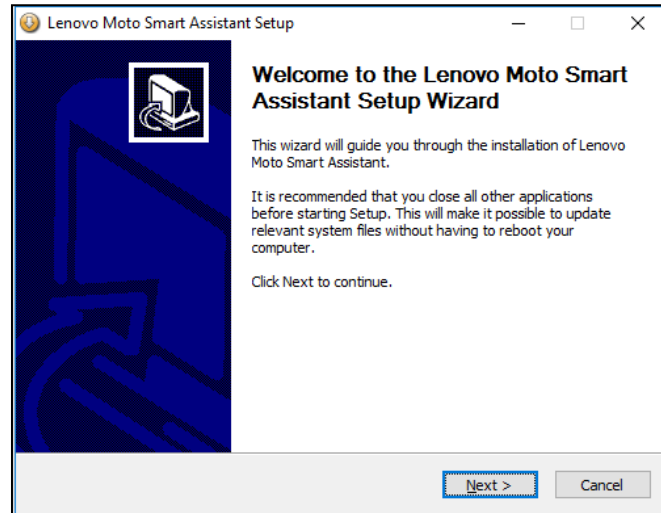 Lenovo Moto Smart Assistant Setup
Welcome to the Lenovo Moto Smart
Assistant Setup Wizard
This wizard will guide you through the installation of Lenovo
Moto Smart Assistant.
It is recommended that you close all other applications
before starting Setup. This will make it possible to update
relevant system files without having to reboot your
computer.
Click Next to continue.
Next >
Cancel